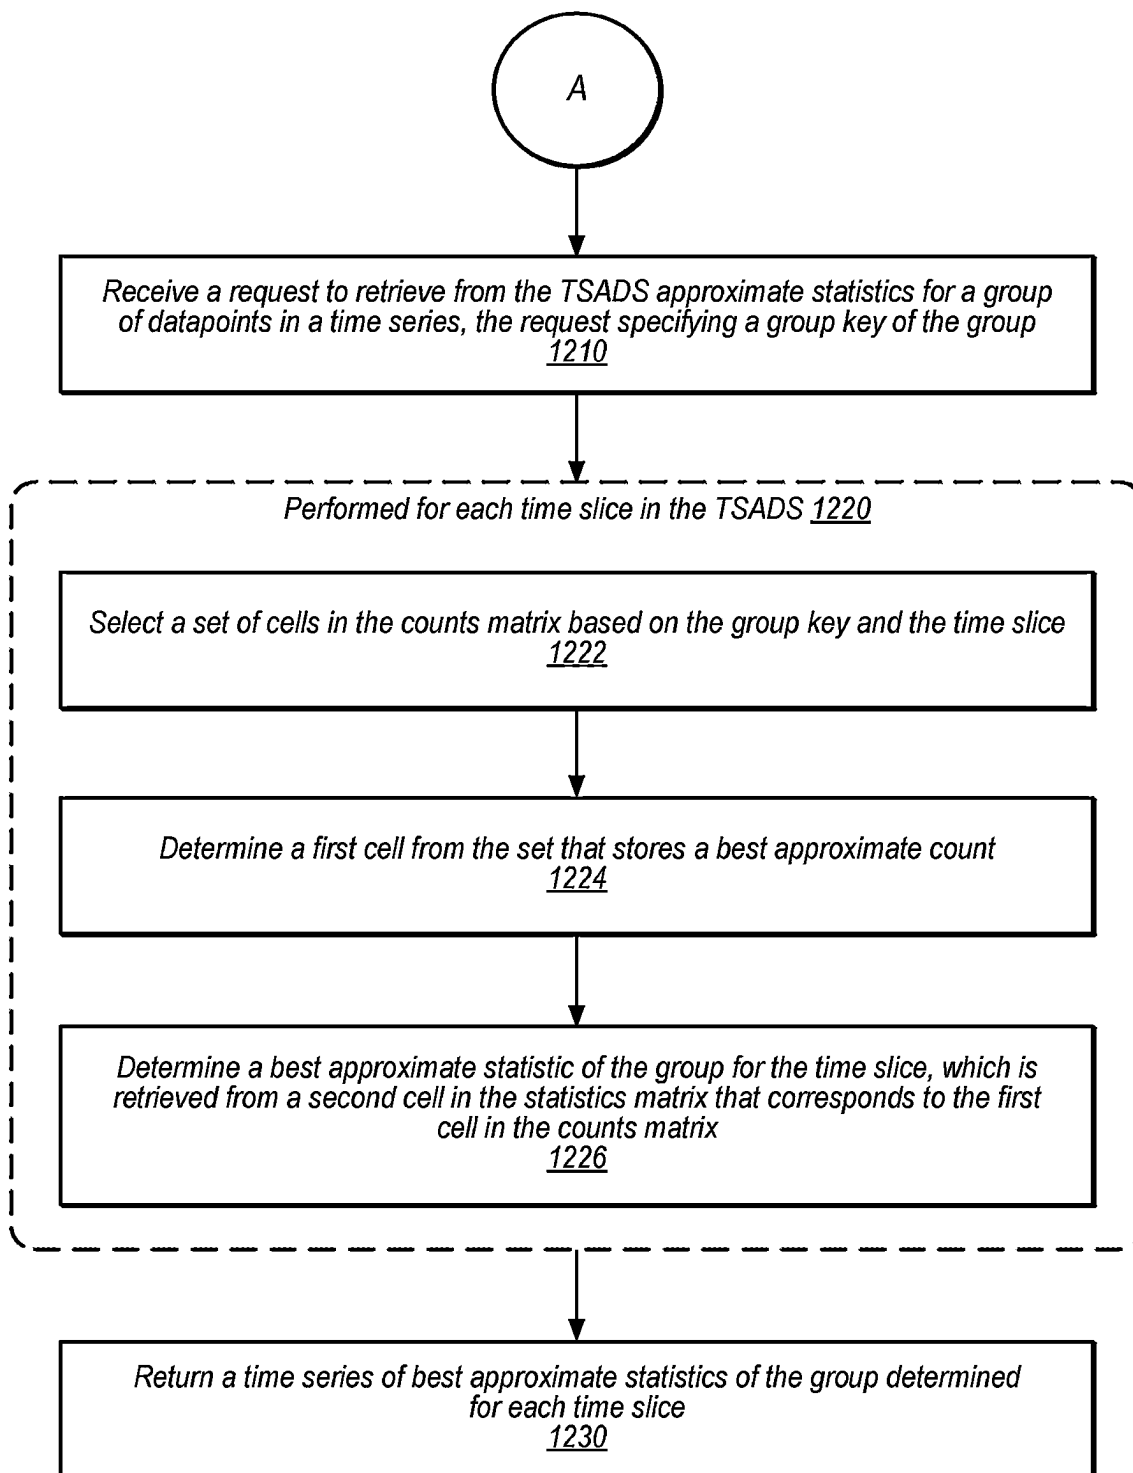 A
Receive a request to retrieve from the TSADS approximate statistics for a group
of datapoints in a time series, the request specifying a group key of the group
1210
Performed for each time slice in the TSADS 1220
Select a set of cells in the counts matrix based on the group key and the time slice
1222
Determine a first cell from the set that stores a best approximate count
1224
Determine a best approximate statistic of the group for the time slice, which is
retrieved from a second cell in the statistics matrix that corresponds to the first
cell in the counts matrix
1226
Return a time series of best approximate statistics of the group determined
for each time slice
1230